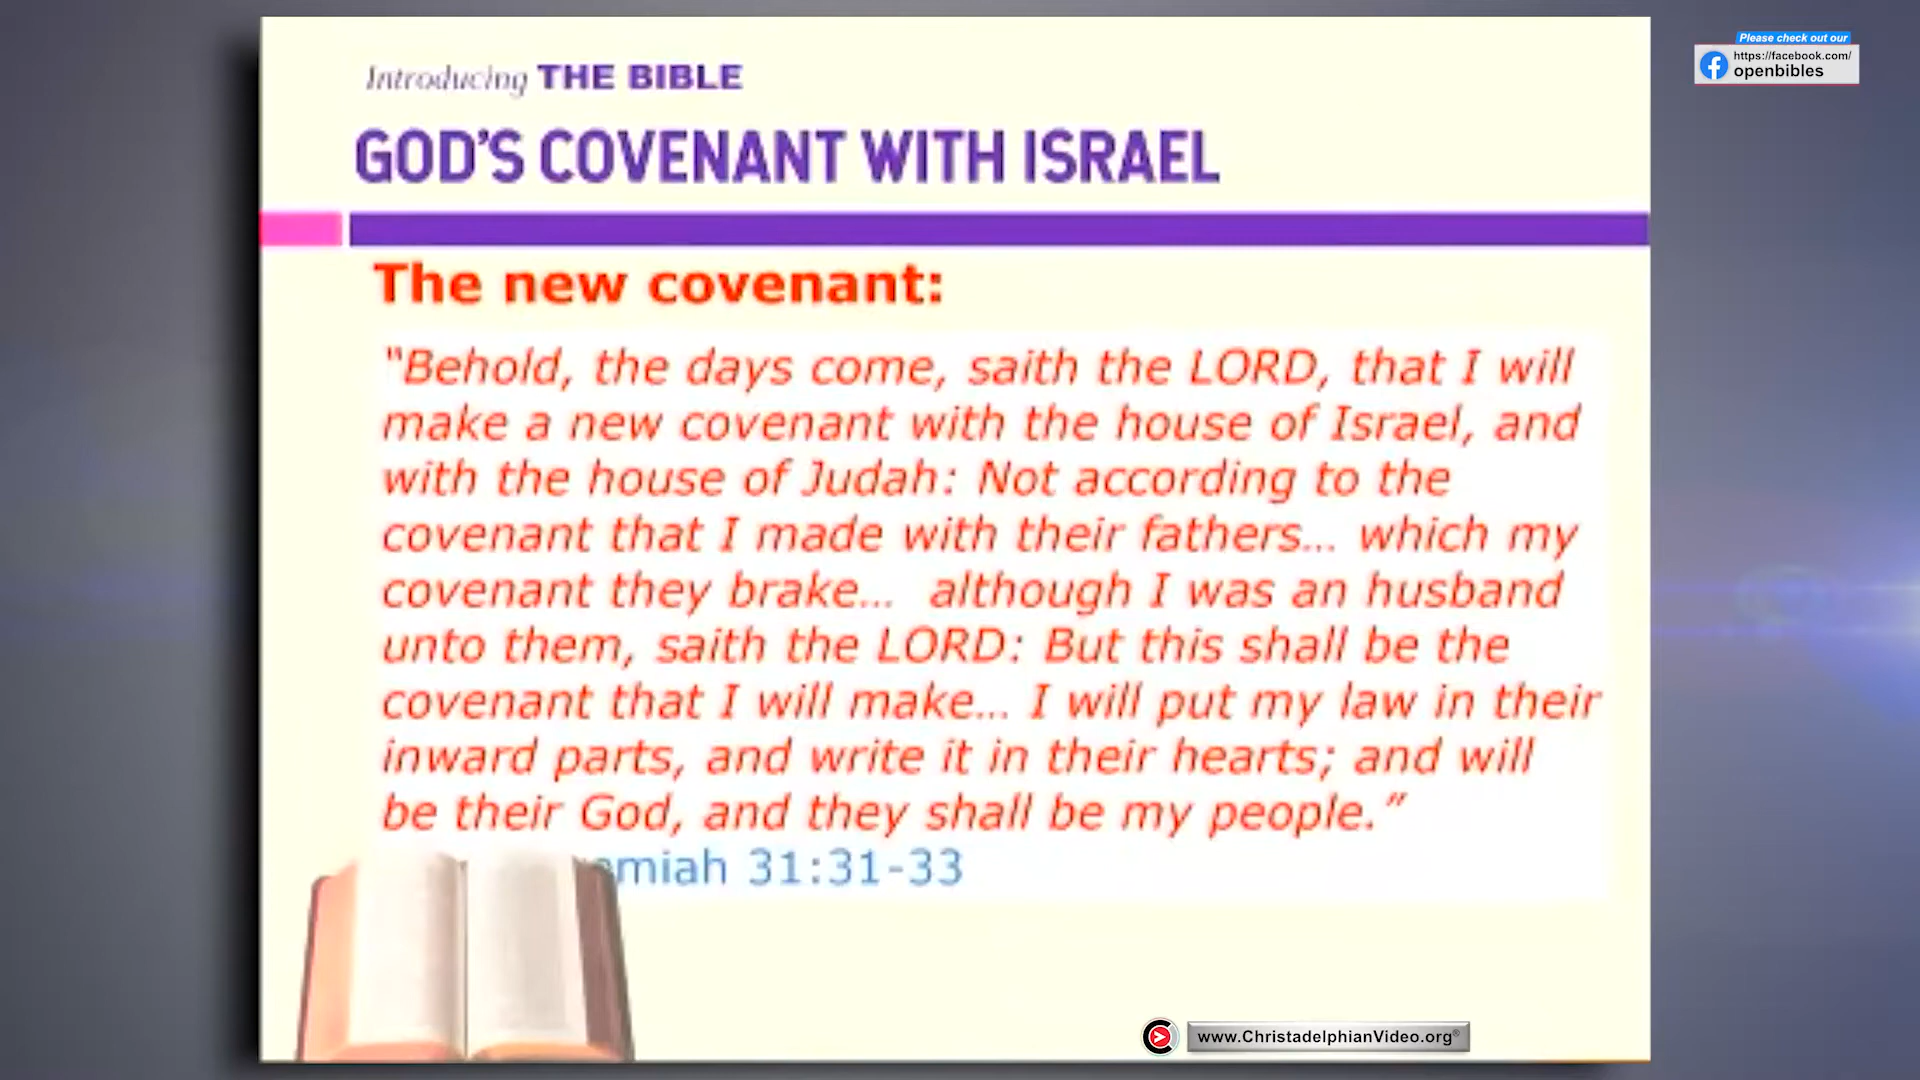 Please check out our
https://facebook.com/
openbibles
Introducing THE BIBLE
GOD'S COVENANT WITH ISRAEL
The new covenant:
“Behold, the days come, saith the LORD, that I will
make a new covenant with the house of Israel, and
with the house of Judah: Not according to the
covenant that I made with their fathers… which my
covenant they brake… although I was an husband
unto them, saith the LORD: But this shall be the
covenant that I will make… I will put my law in their
inward parts, and write it in their hearts; and will
be their God, and they shall be my people.”
emiah 31:31-33
www.ChristadelphianVideo.org®